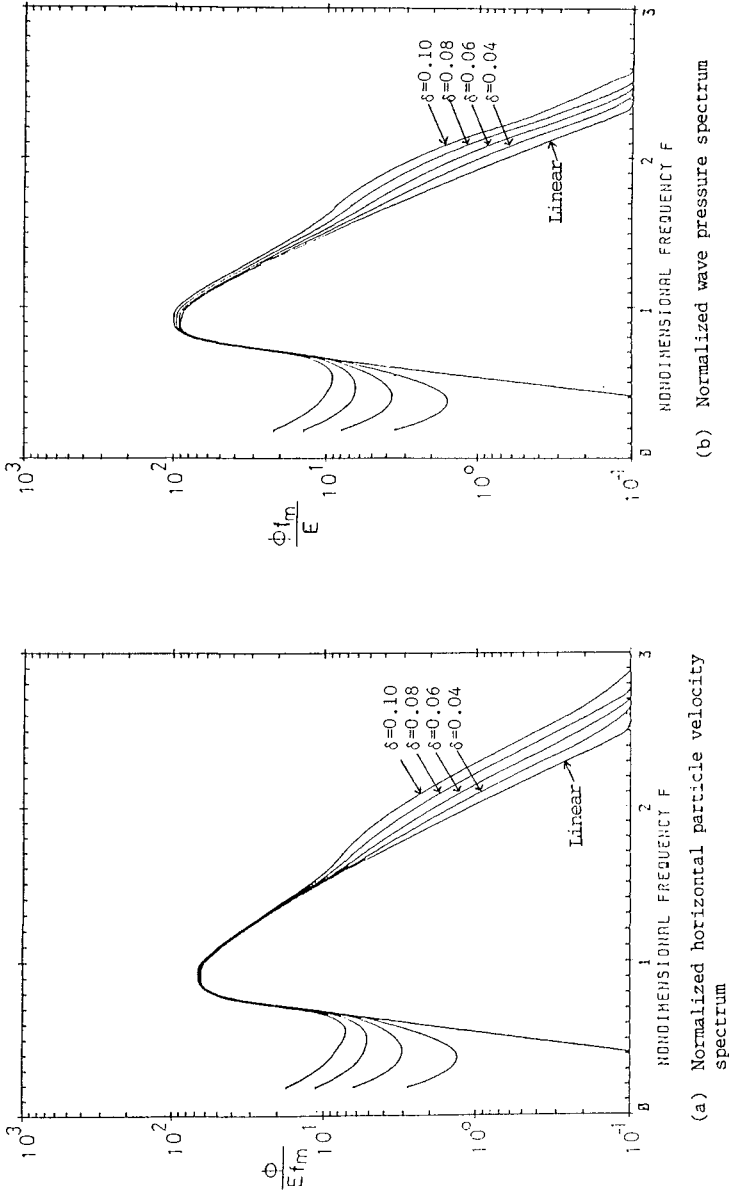 10³
10²
10¹
10⁰
10⁻¹
Φ
E fm
δ=0.10
δ=0.08
δ=0.06
δ=0.04
Linear
0
1
2
3
NONDIMENSIONAL FREQUENCY F
(a) Normalized horizontal particle velocity
spectrum
10³
10²
10¹
10⁰
10⁻¹
Φfm
E
δ=0.10
δ=0.08
δ=0.06
δ=0.04
Linear
0
1
2
3
NONDIMENSIONAL FREQUENCY F
(b) Normalized wave pressure spectrum